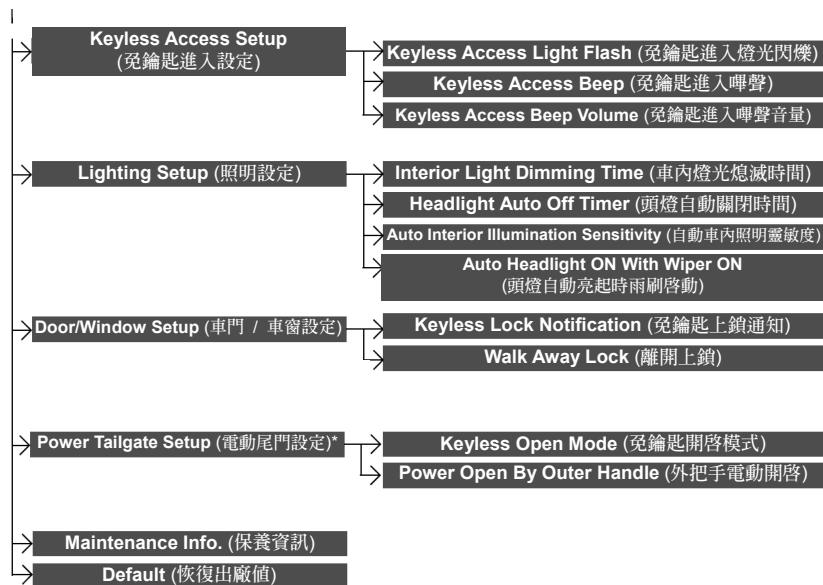 Keyless Access Setup
(免鑰匙進入設定)
Keyless Access Light Flash (免鑰匙進入燈光閃爍)
Keyless Access Beep (免鑰匙進入嗶聲)
Keyless Access Beep Volume (免鑰匙進入嗶聲音量)
Lighting Setup (照明設定)
Interior Light Dimming Time (車內燈光熄滅時間)
Headlight Auto Off Timer (頭燈自動關閉時間)
Auto Interior Illumination Sensitivity (自動車內照明靈敏度)
Auto Headlight ON With Wiper ON
(頭燈自動亮起時雨刷啓動)
Door/Window Setup (車門 / 車窗設定)
Keyless Lock Notification (免鑰匙上鎖通知)
Walk Away Lock (離開上鎖)
Power Tailgate Setup (電動尾門設定)*
Keyless Open Mode (免鑰匙開啓模式)
Power Open By Outer Handle (外把手電動開啓)
Maintenance Info. (保養資訊)
Default (恢復出廠值)